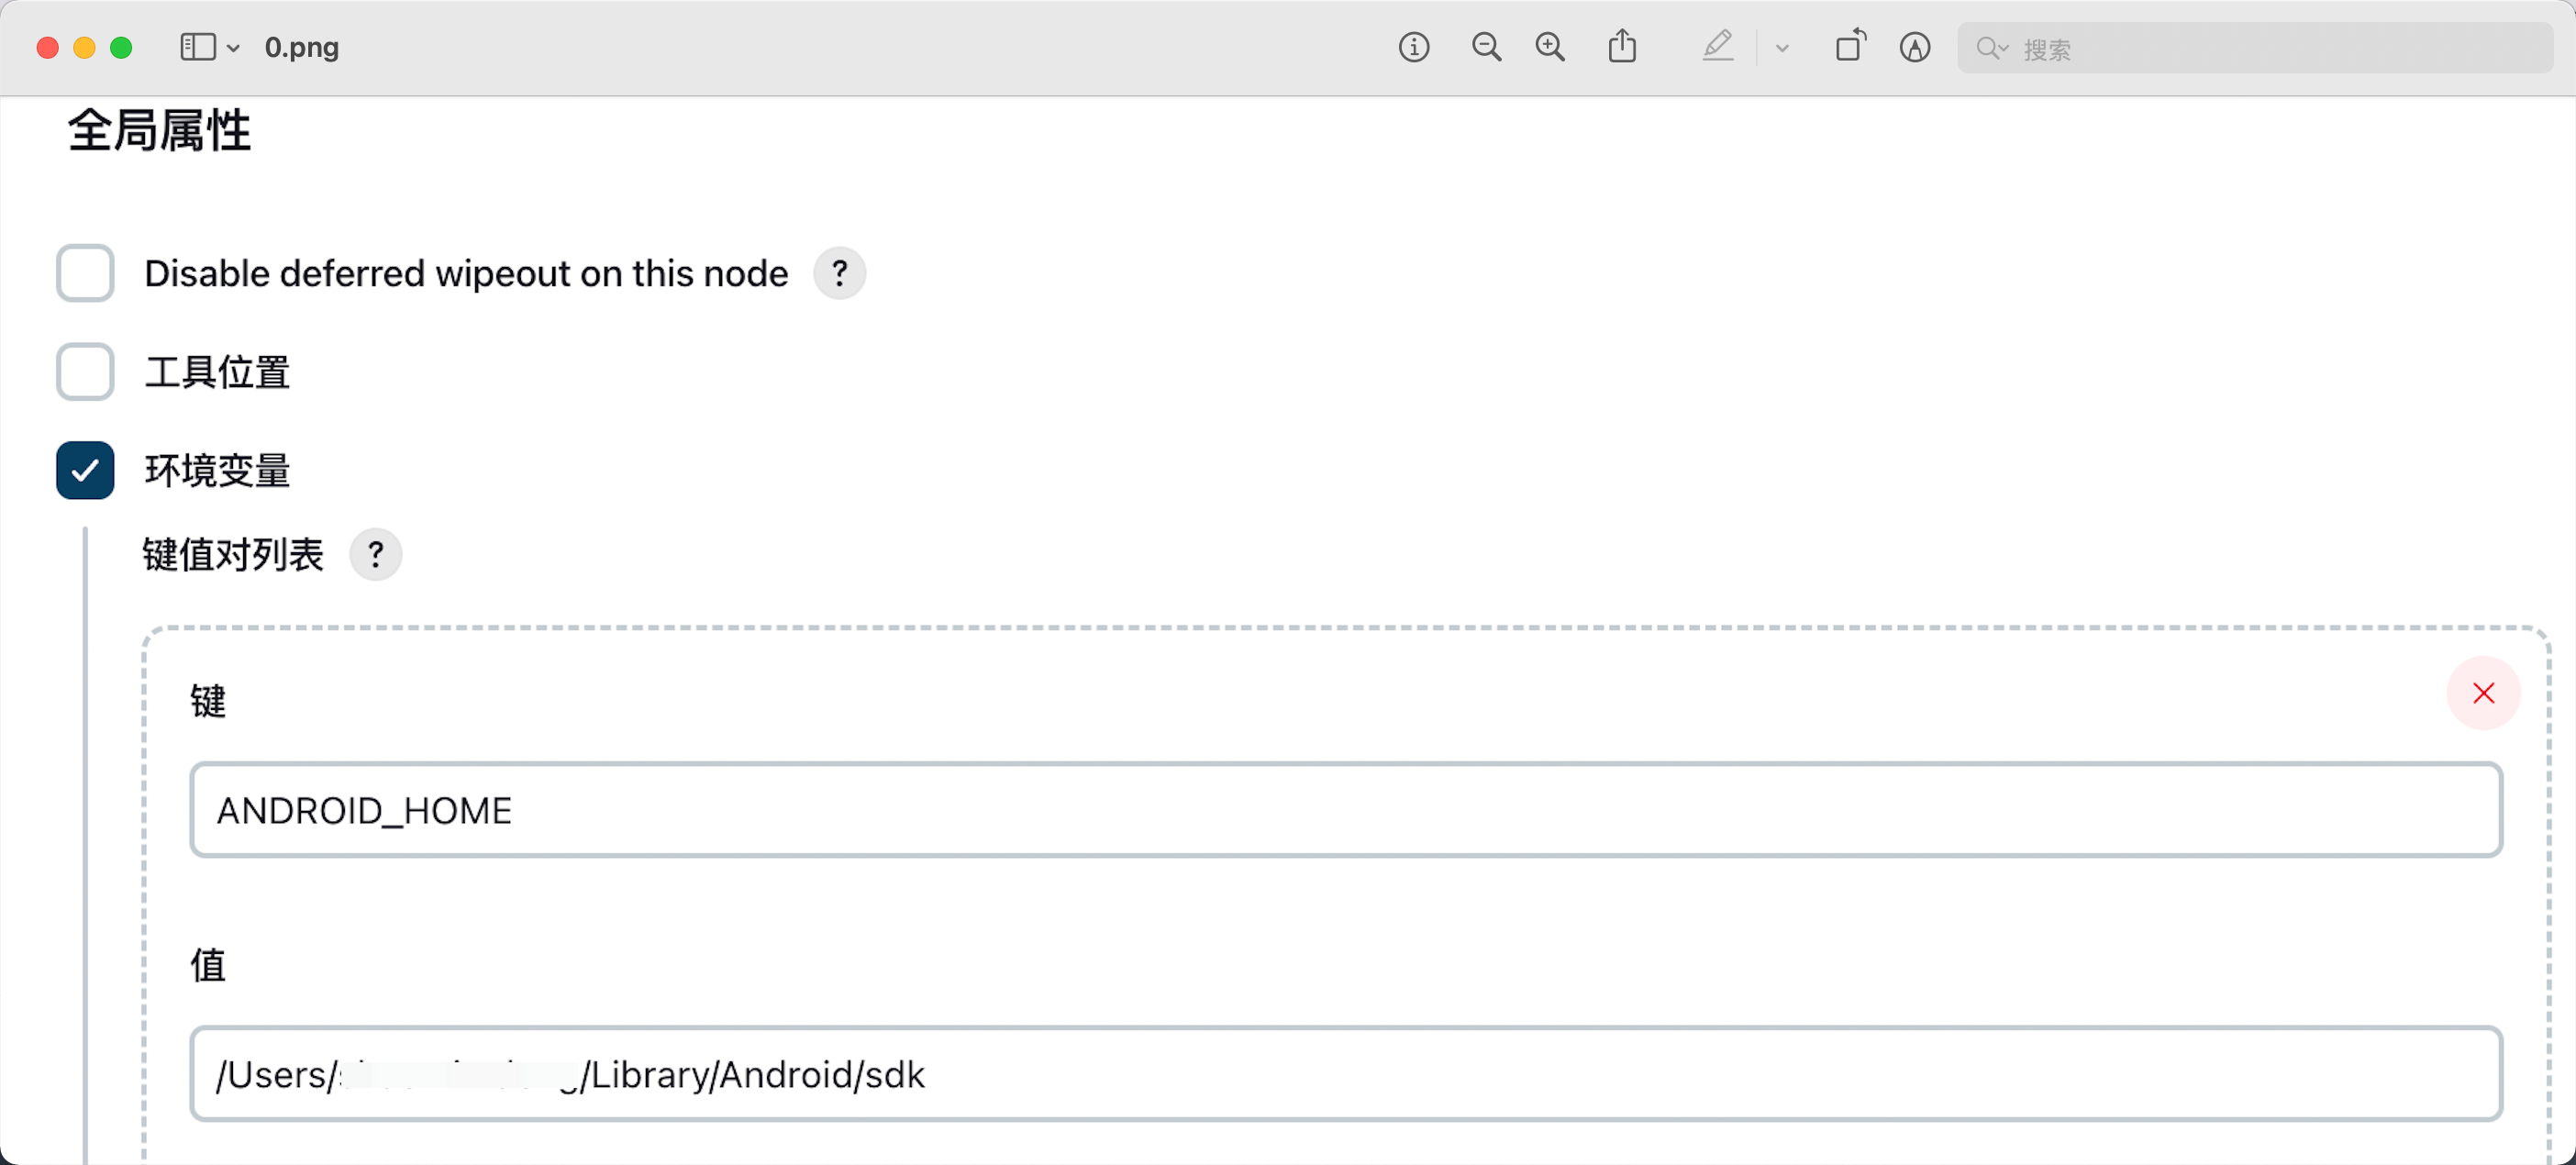 0.png
搜索
全局属性
Disable deferred wipeout on this node ?
工具位置
环境变量
键值对列表 ?
键
ANDROID_HOME
值
/Users/ /Library/Android/sdk